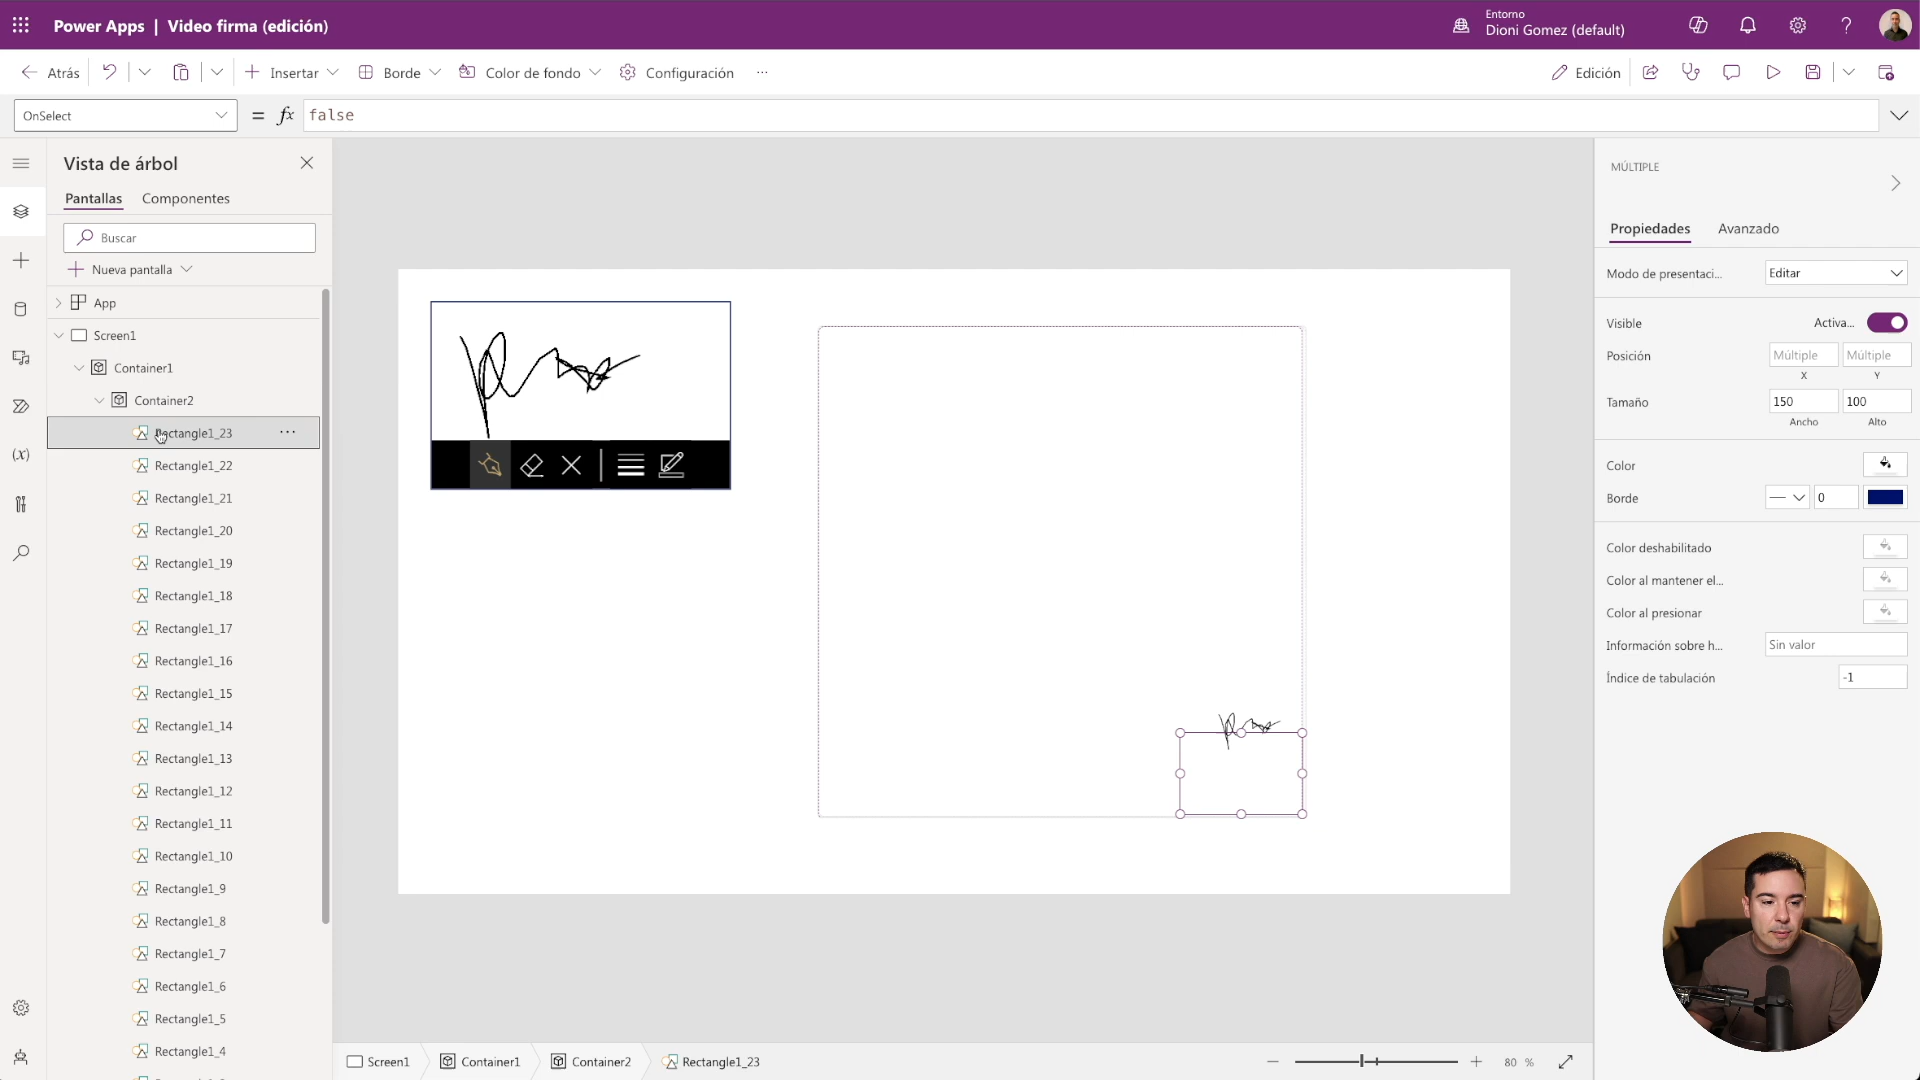 Power Apps | Video firma (edición)
Entorno
Dioni Gomez (default)
Atrás
Insertar
Borde
Color de fondo
Configuración
Edición
OnSelect
= fx false
Vista de árbol
Pantallas Componentes
Buscar
Nueva pantalla
App
Screen1
Container1
Container2
Rectangle1_23
Rectangle1_22
Rectangle1_21
Rectangle1_20
Rectangle1_19
Rectangle1_18
Rectangle1_17
Rectangle1_16
Rectangle1_15
Rectangle1_14
Rectangle1_13
Rectangle1_12
Rectangle1_11
Rectangle1_10
Rectangle1_9
Rectangle1_8
Rectangle1_7
Rectangle1_6
Rectangle1_5
Rectangle1_4
MÚLTIPLE
Propiedades Avanzado
Modo de presentaci... Editar
Visible Activa...
Posición Múltiple Múltiple
X Y
Tamaño 150 100
Ancho Alto
Color
Borde 0
Color deshabilitado
Color al mantener el...
Color al presionar
Información sobre h... Sin valor
Índice de tabulación -1
Screen1 Container1 Container2 Rectangle1_23
80 %